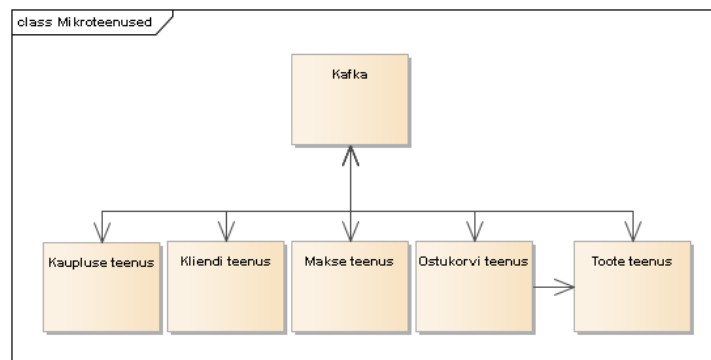 class Mikroteenused
Kafka
Kaupluse teenus
Kliendi teenus
Makse teenus
Ostukorvi teenus
Toote teenus